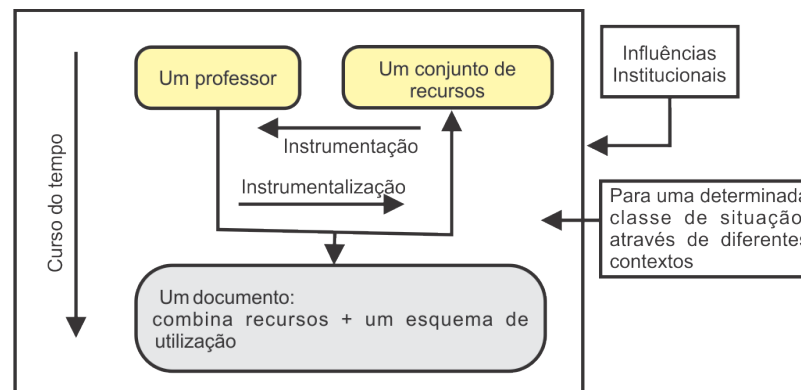 Um professor
Um conjunto de
recursos
Influências
Institucionais
Instrumentação
Instrumentalização
Curso do tempo
Para uma determinada
classe de situação
através de diferentes
contextos
Um documento:
combina recursos + um esquema de
utilização